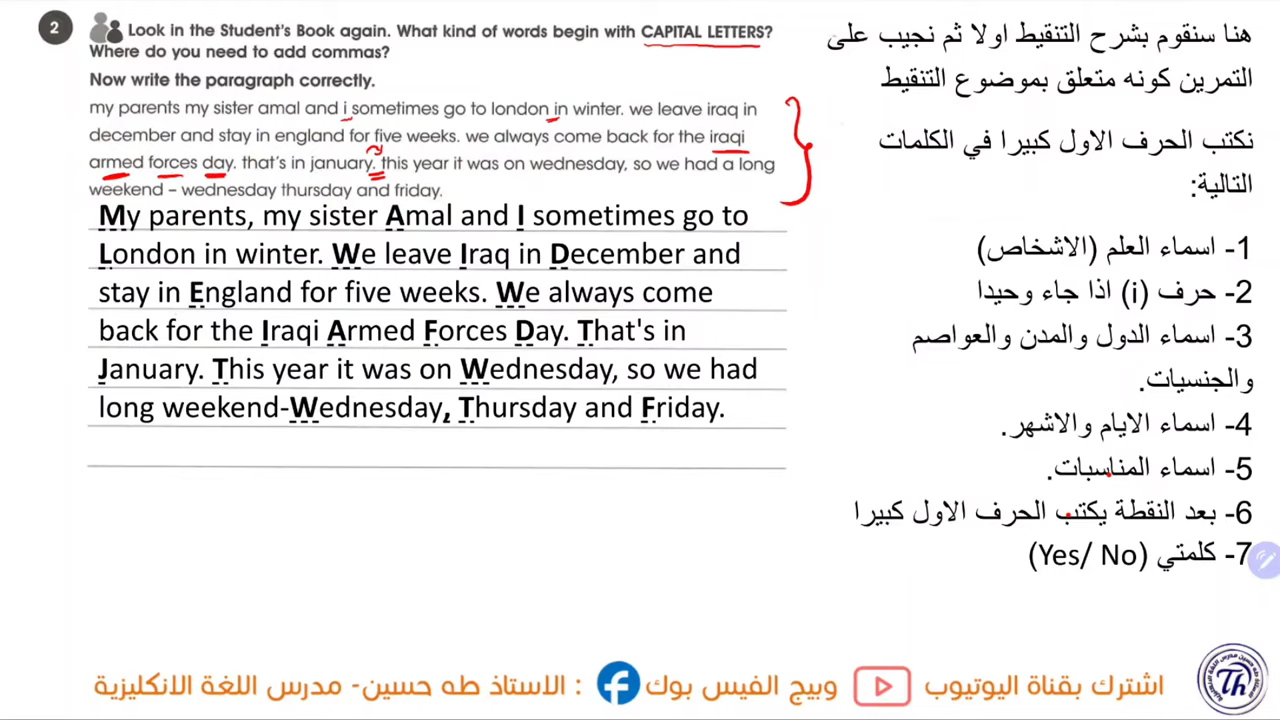 2
Look in the Student's Book again. What kind of words begin with CAPITAL LETTERS?
Where do you need to add commas?
Now write the paragraph correctly.
my parents my sister amal and i sometimes go to london in winter. we leave iraq in
december and stay in england for five weeks. we always come back for the iraqi
armed forces day. that's in january. this year it was on wednesday, so we had a long
weekend – wednesday thursday and friday.
My parents, my sister Amal and I sometimes go to
London in winter. We leave Iraq in December and
stay in England for five weeks. We always come
back for the Iraqi Armed Forces Day. That's in
January. This year it was on Wednesday, so we had
long weekend-Wednesday, Thursday and Friday.
هنا سنقوم بشرح التنقيط اولا ثم نجيب على
التمرين كونه متعلق بموضوع التنقيط
نكتب الحرف الاول كبيرا في الكلمات
التالية:
1- اسماء العلم (الاشخاص)
2- حرف (i) اذا جاء وحيدا
3- اسماء الدول والمدن والعواصم
والجنسيات.
4- اسماء الايام والاشهر.
5- اسماء المناسبات.
6- بعد النقطة يكتب الحرف الاول كبيرا
7- كلمتي (Yes/ No)
اشترك بقناة اليوتيوب وبيج الفيس بوك : الاستاذ طه حسين- مدرس اللغة الانكليزية
Th